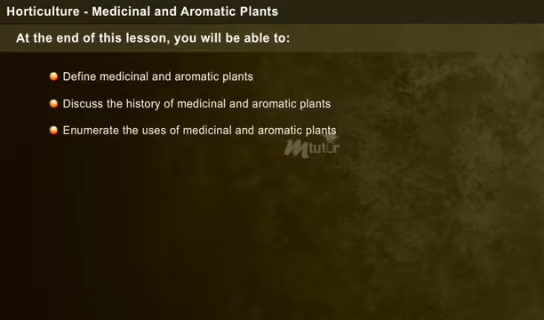 Horticulture - Medicinal and Aromatic Plants
At the end of this lesson, you will be able to:
Define medicinal and aromatic plants
Discuss the history of medicinal and aromatic plants
Enumerate the uses of medicinal and aromatic plants
Mtutor